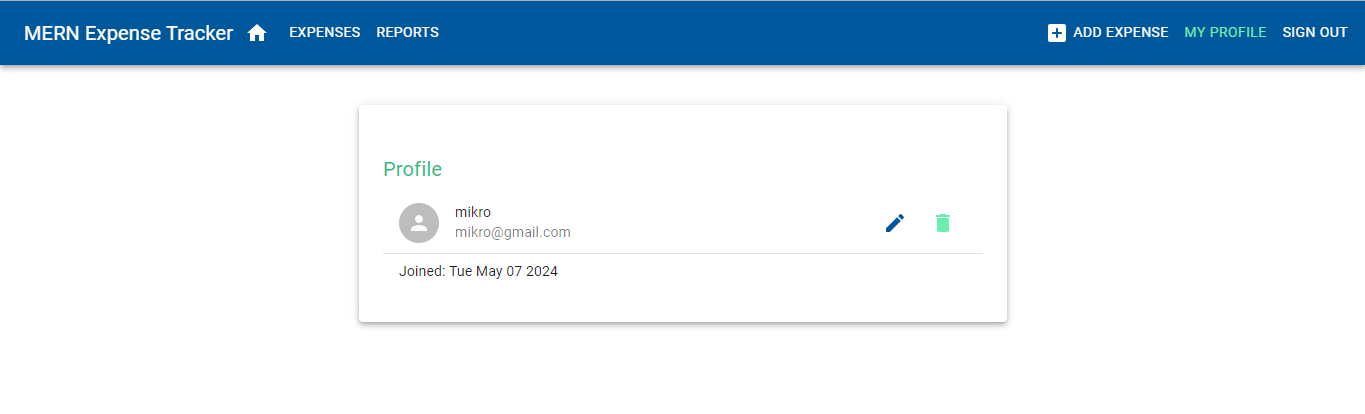 MERN Expense Tracker EXPENSES REPORTS ADD EXPENSE MY PROFILE SIGN OUT
Profile
mikro
mikro@gmail.com
Joined: Tue May 07 2024